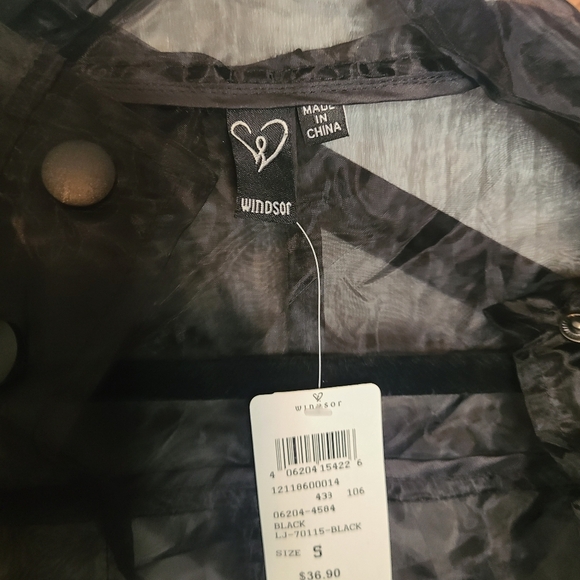 MADE
IN
CHINA
WINDSOR
WINDSOR
4 06204 15422 6
12118600014
433 106
06204-4584
BLACK
LJ-70115-BLACK
SIZE S
$36.90